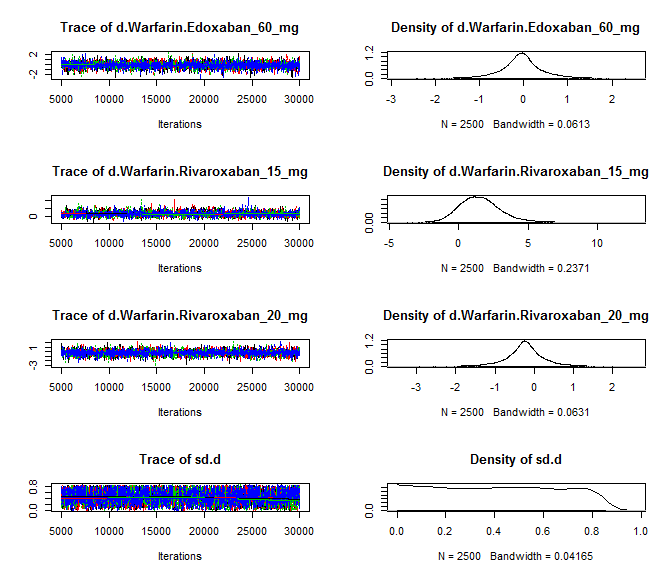 Trace of d.Warfarin.Edoxaban_60_mg
2
-2
5000 10000 15000 20000 25000 30000
Iterations
Density of d.Warfarin.Edoxaban_60_mg
1.2
0.0
-3 -2 -1 0 1 2
N = 2500 Bandwidth = 0.0613
Trace of d.Warfarin.Rivaroxaban_15_mg
0
5000 10000 15000 20000 25000 30000
Iterations
Density of d.Warfarin.Rivaroxaban_15_mg
0.00
-5 0 5 10
N = 2500 Bandwidth = 0.2371
Trace of d.Warfarin.Rivaroxaban_20_mg
1
-3
5000 10000 15000 20000 25000 30000
Iterations
Density of d.Warfarin.Rivaroxaban_20_mg
1.2
0.0
-3 -2 -1 0 1 2
N = 2500 Bandwidth = 0.0631
Trace of sd.d
0.8
0.0
5000 10000 15000 20000 25000 30000
Iterations
Density of sd.d
0.0
0.0 0.2 0.4 0.6 0.8 1.0
N = 2500 Bandwidth = 0.04165